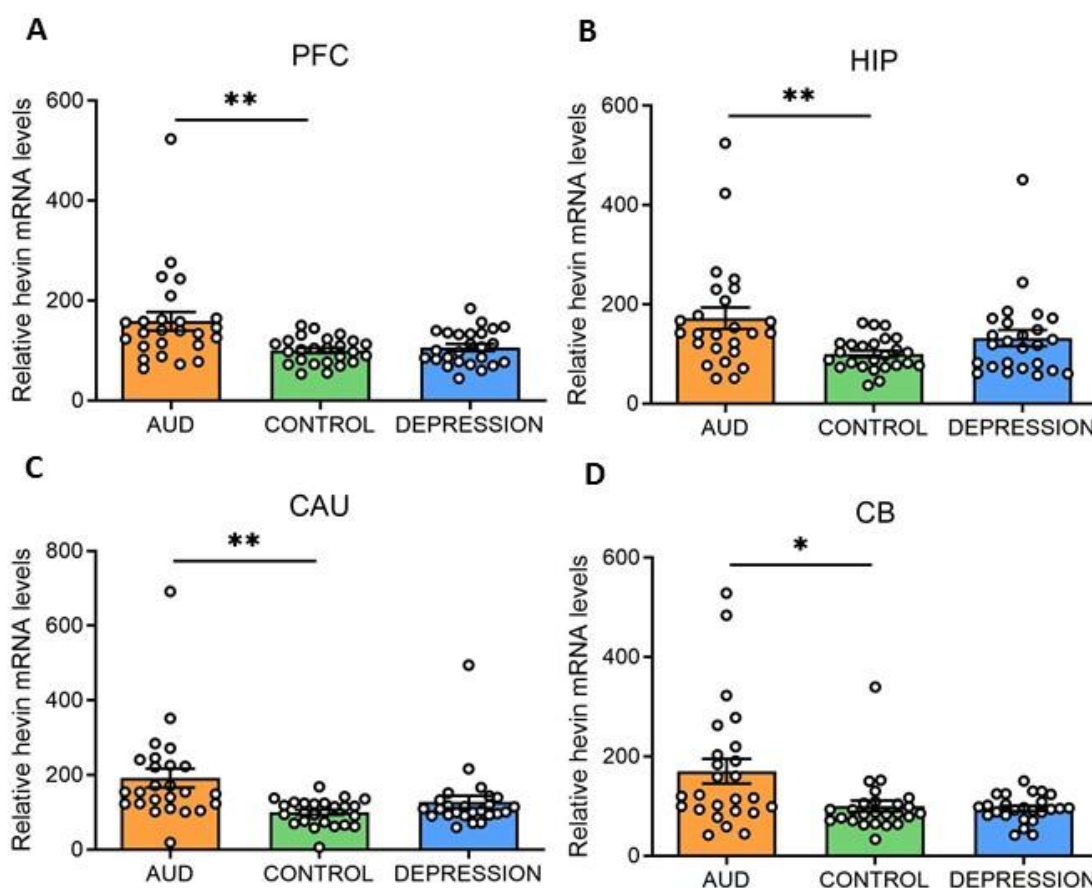 A
PFC
Relative hevin mRNA levels
600
400
200
0
**
AUD
CONTROL
DEPRESSION
B
HIP
Relative hevin mRNA levels
600
400
200
0
**
AUD
CONTROL
DEPRESSION
C
CAU
Relative hevin mRNA levels
800
600
400
200
0
**
AUD
CONTROL
DEPRESSION
D
CB
Relative hevin mRNA levels
600
400
200
0
*
AUD
CONTROL
DEPRESSION